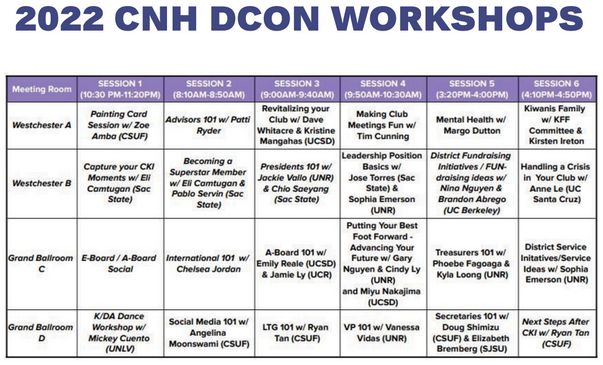 2022 CNH DCON WORKSHOPS
Meeting Room
SESSION 1
(10:30 PM-11:20PM)
SESSION 2
(8:10AM-8:50AM)
SESSION 3
(9:00AM-9:40AM)
SESSION 4
(9:50AM-10:30AM)
SESSION 5
(3:20PM-4:00PM)
SESSION 6
(4:10PM-4:50PM)
Westchester A
Painting Card
Session w/ Zoe
Amba (CSUF)
Advisors 101 w/ Patti
Ryder
Revitalizing your
Club w/ Dave
Whitacre & Kristine
Mangahas (UCSD)
Making Club
Meetings Fun w/
Tim Cunning
Mental Health w/
Margo Dutton
Kiwanis Family
w/ KFF
Committee &
Kirsten Ireton
Westchester B
Capture your CKI
Moments w/ Eli
Camtugan (Sac
State)
Becoming a
Superstar Member
w/ Eli Camtugan &
Pablo Servin (Sac
State)
Presidents 101 w/
Jackie Vallo (UNR)
& Chio Saeyang
(Sac State)
Leadership Position
Basics w/
Jose Torres (Sac
State) &
Sophia Emerson
(UNR)
District Fundraising
Initiatives / FUN-
draising ideas w/
Nina Nguyen &
Brandon Abrego
(UC Berkeley)
Handling a Crisis
in Your Club w/
Anne Le (UC
Santa Cruz)
Grand Ballroom
C
E-Board / A-Board
Social
International 101 w/
Chelsea Jordan
A-Board 101 w/
Emily Reale (UCSD)
& Jamie Ly (UCR)
Putting Your Best
Foot Forward -
Advancing Your
Future w/ Gary
Nguyen & Cindy Ly
(UNR)
and Miyu Nakajima
(UCSD)
Treasurers 101 w/
Phoebe Fagoaga &
Kyla Loong (UNR)
District Service
Initatives/Service
Ideas w/ Sophia
Emerson (UNR)
Grand Ballroom
D
K/DA Dance
Workshop w/
Mickey Cuento
(UNLV)
Social Media 101 w/
Angelina
Moonswami (CSUF)
LTG 101 w/ Ryan
Tan (CSUF)
VP 101 w/ Vanessa
Vidas (UNR)
Secretaries 101 w/
Doug Shimizu
(CSUF) & Elizabeth
Bremberg (SJSU)
Next Steps After
CKI w/ Ryan Tan
(CSUF)